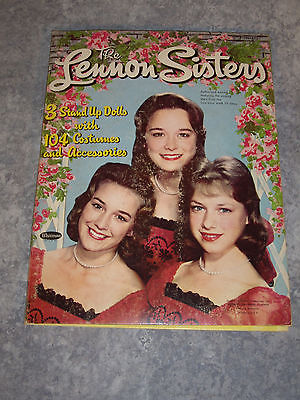 The
Lennon Sisters
3 Stand Up Dolls
with
104 Costumes
and Accessories
Whitman